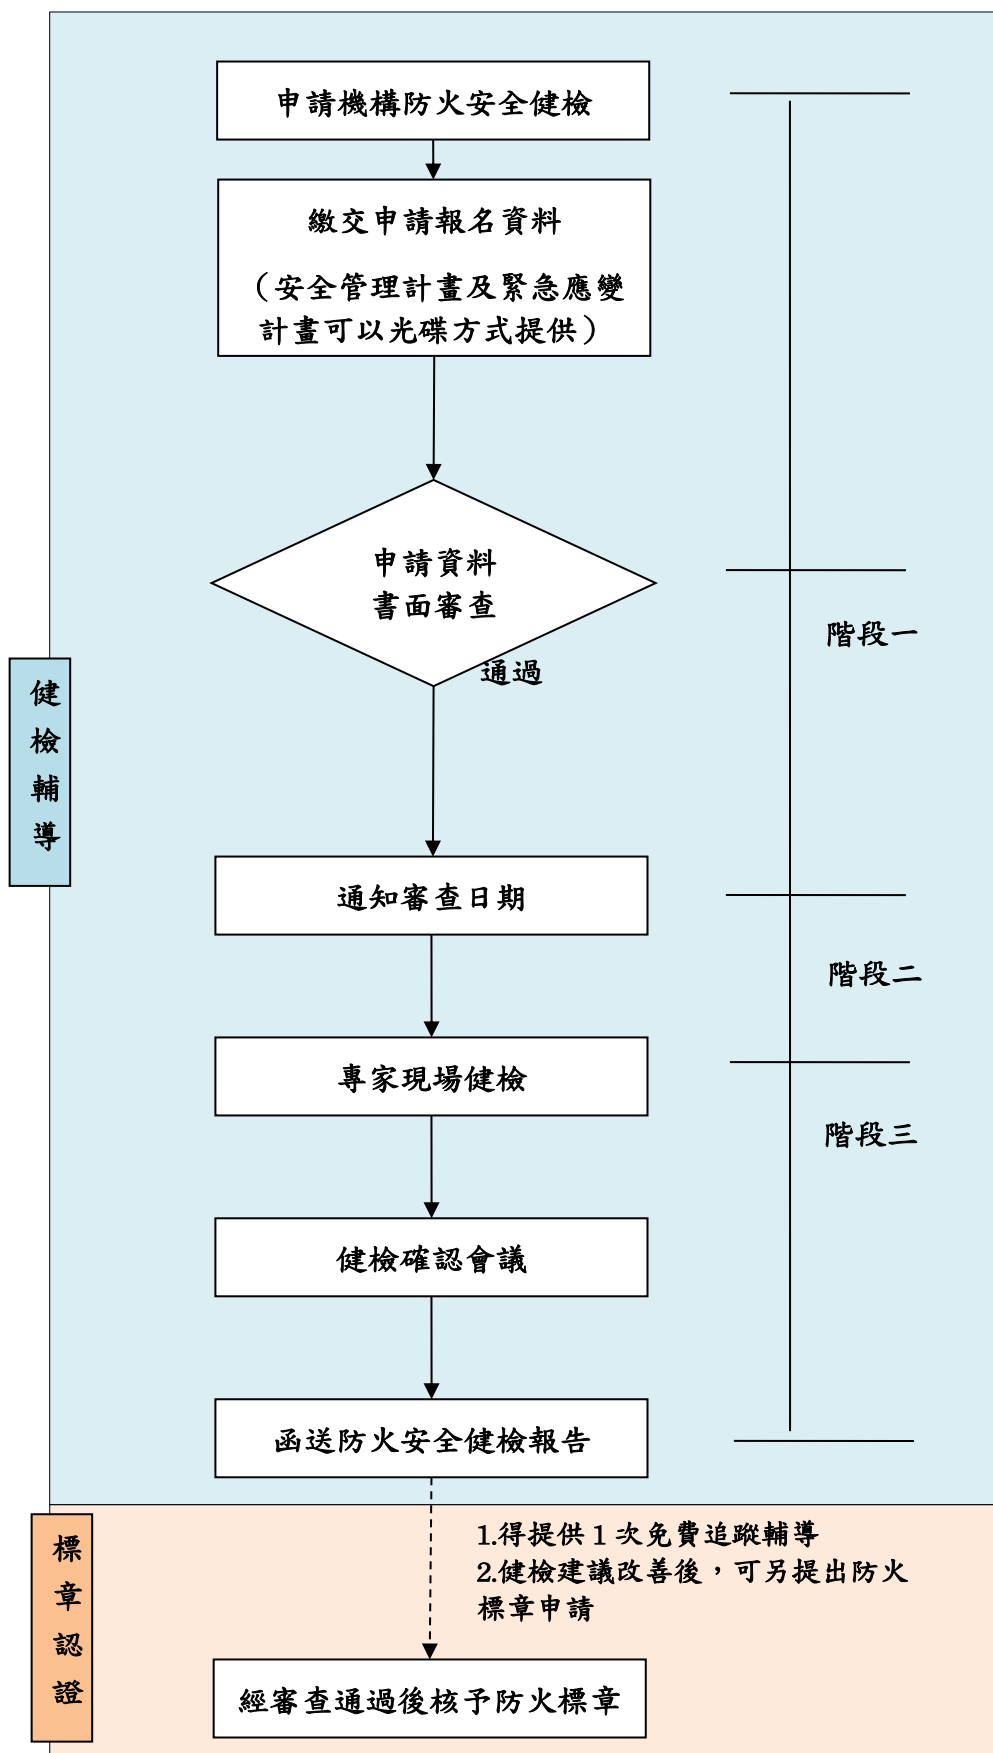 申請機構防火安全健檢
繳交申請報名資料
（安全管理計畫及緊急應變
計畫可以光碟方式提供）
申請資料
書面審查
通過
階段一
健檢輔導
通知審查日期
階段二
專家現場健檢
階段三
健檢確認會議
函送防火安全健檢報告
標章認證
1.得提供 1 次免費追蹤輔導
2.健檢建議改善後，可另提出防火
標章申請
經審查通過後核予防火標章